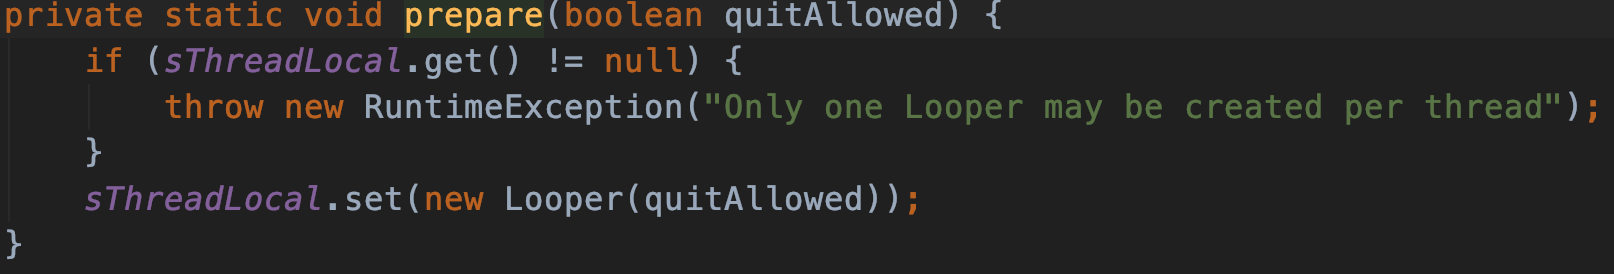 private static void prepare(boolean quitAllowed) {
if (sThreadLocal.get() != null) {
throw new RuntimeException("Only one Looper may be created per thread");
}
sThreadLocal.set(new Looper(quitAllowed));
}